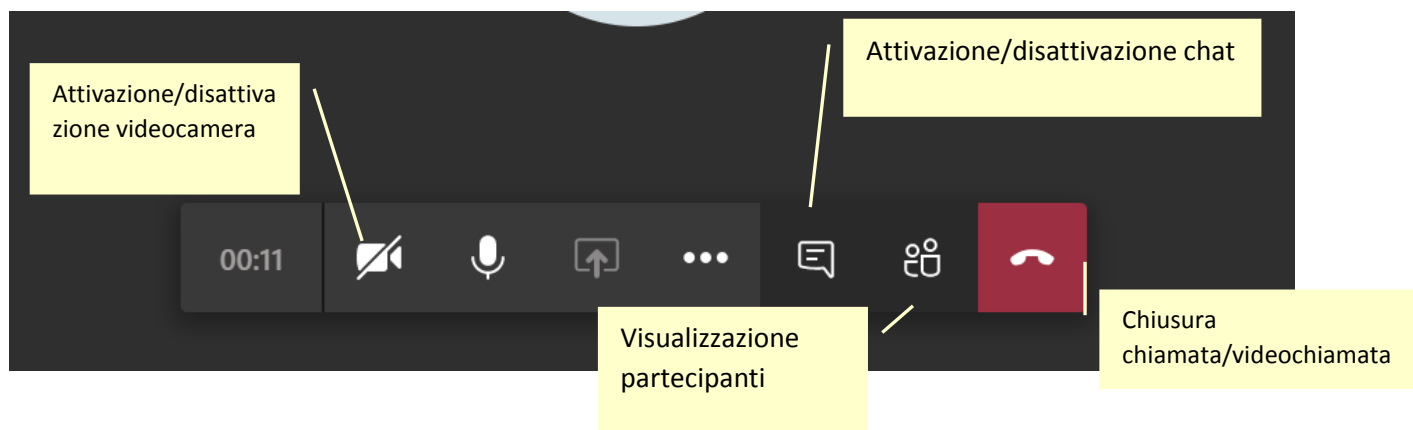 Attivazione/disattivazione chat
Attivazione/disattiva
zione videocamera
00:11
Visualizzazione
partecipanti
Chiusura
chiamata/videochiamata